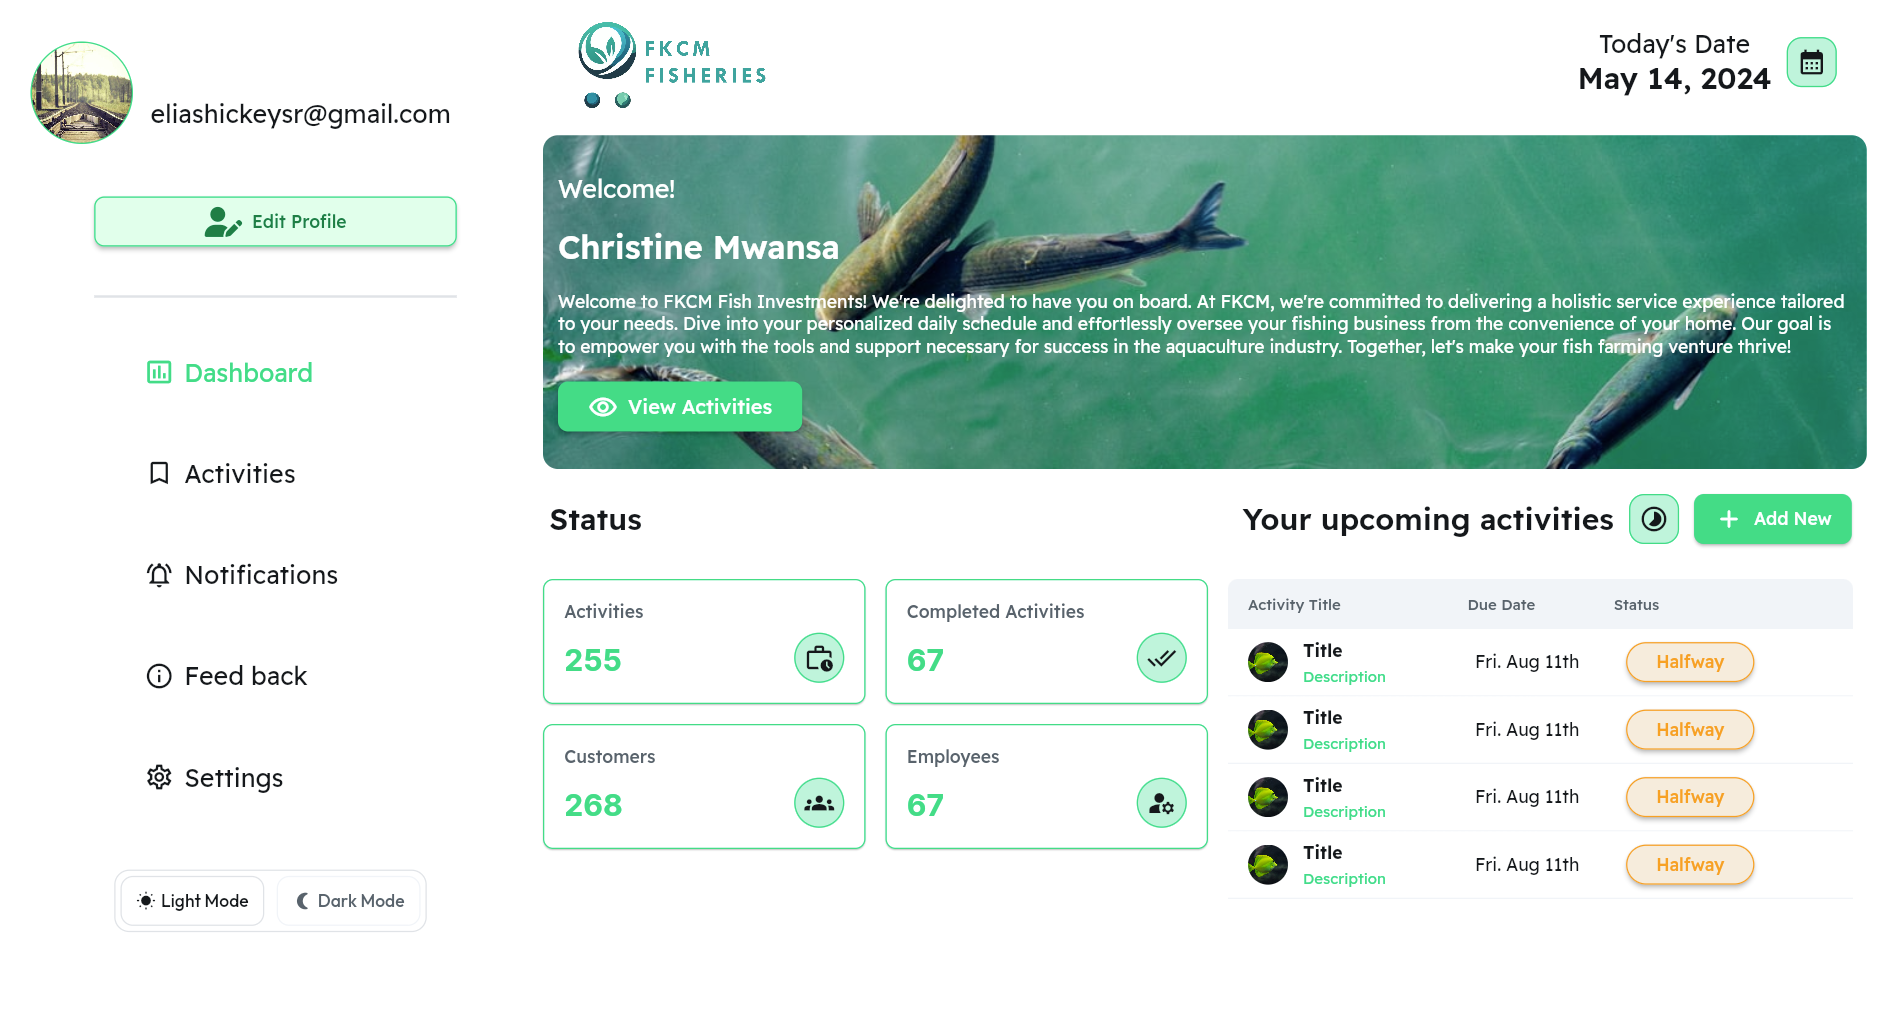 eliashickeysr@gmail.com
Edit Profile
Dashboard
Activities
Notifications
Feed back
Settings
Light Mode
Dark Mode
FKCM
FISHERIES
Today's Date
May 14, 2024
Welcome!
Christine Mwansa
Welcome to FKCM Fish Investments! We're delighted to have you on board. At FKCM, we're committed to delivering a holistic service experience tailored
to your needs. Dive into your personalized daily schedule and effortlessly oversee your fishing business from the convenience of your home. Our goal is
to empower you with the tools and support necessary for success in the aquaculture industry. Together, let's make your fish farming venture thrive!
View Activities
Status
Activities
255
Completed Activities
67
Customers
268
Employees
67
Your upcoming activities
Add New
Activity Title Due Date Status
Title
Description
Fri. Aug 11th
Halfway
Title
Description
Fri. Aug 11th
Halfway
Title
Description
Fri. Aug 11th
Halfway
Title
Description
Fri. Aug 11th
Halfway